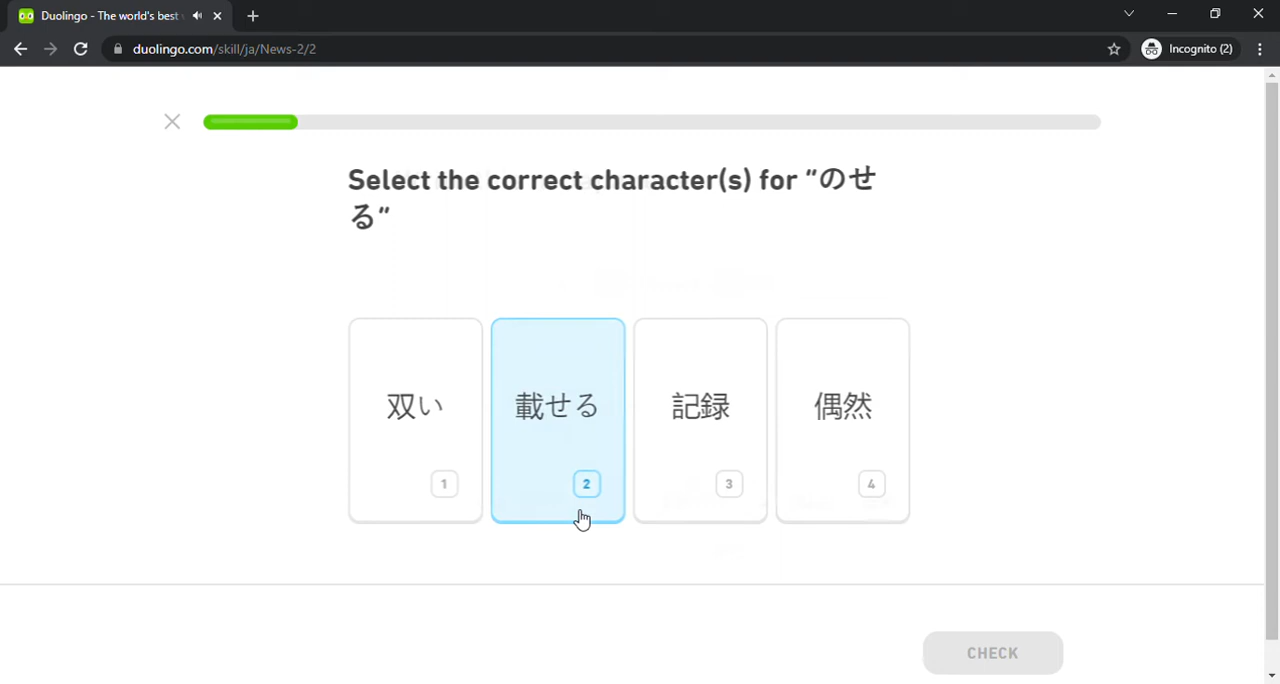 Duolingo - The world's best
duolingo.com/skill/ja/News-2/2
Incognito (2)
Select the correct character(s) for "のせ
る"
双い
載せる
記録
偶然
1
2
3
4
CHECK